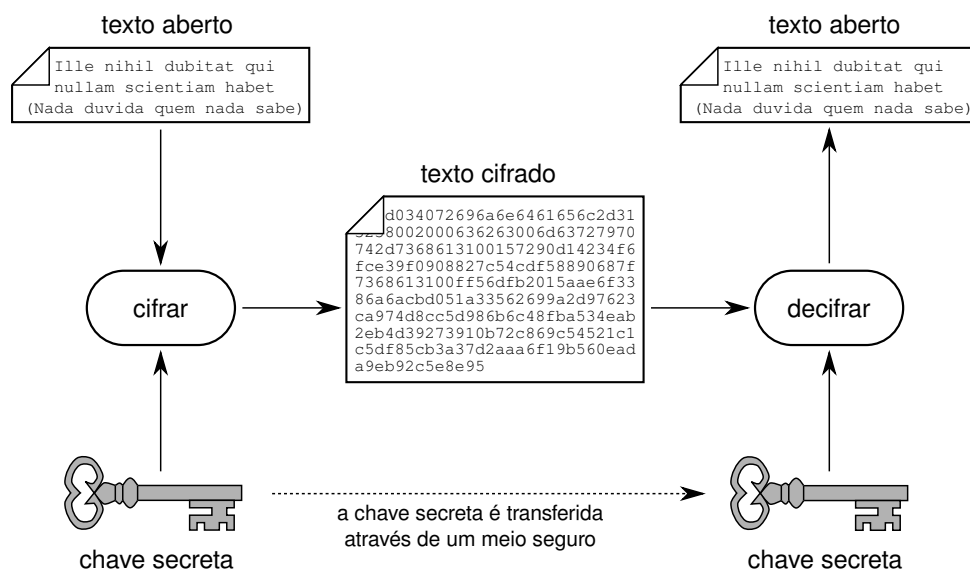 texto aberto
Ille nihil dubitat qui
nullam scientiam habet
(Nada duvida quem nada sabe)
texto aberto
Ille nihil dubitat qui
nullam scientiam habet
(Nada duvida quem nada sabe)
texto cifrado
d034072696a6e6461656c2d31
8002000636263006d63727970
742d7368613100157290d14234f6
fce39f0908827c54cdf58890687f
7368613100ff56dfb2015aae6f33
86a6acbd051a33562699a2d97623
ca974d8cc5d986b6c48fba534eab
2eb4d39273910b72c869c54521c1
c5df85cb3a37d2aaa6f19b560ead
a9eb92c5e8e95
cifrar
decifrar
a chave secreta é transferida
através de um meio seguro
chave secreta
chave secreta